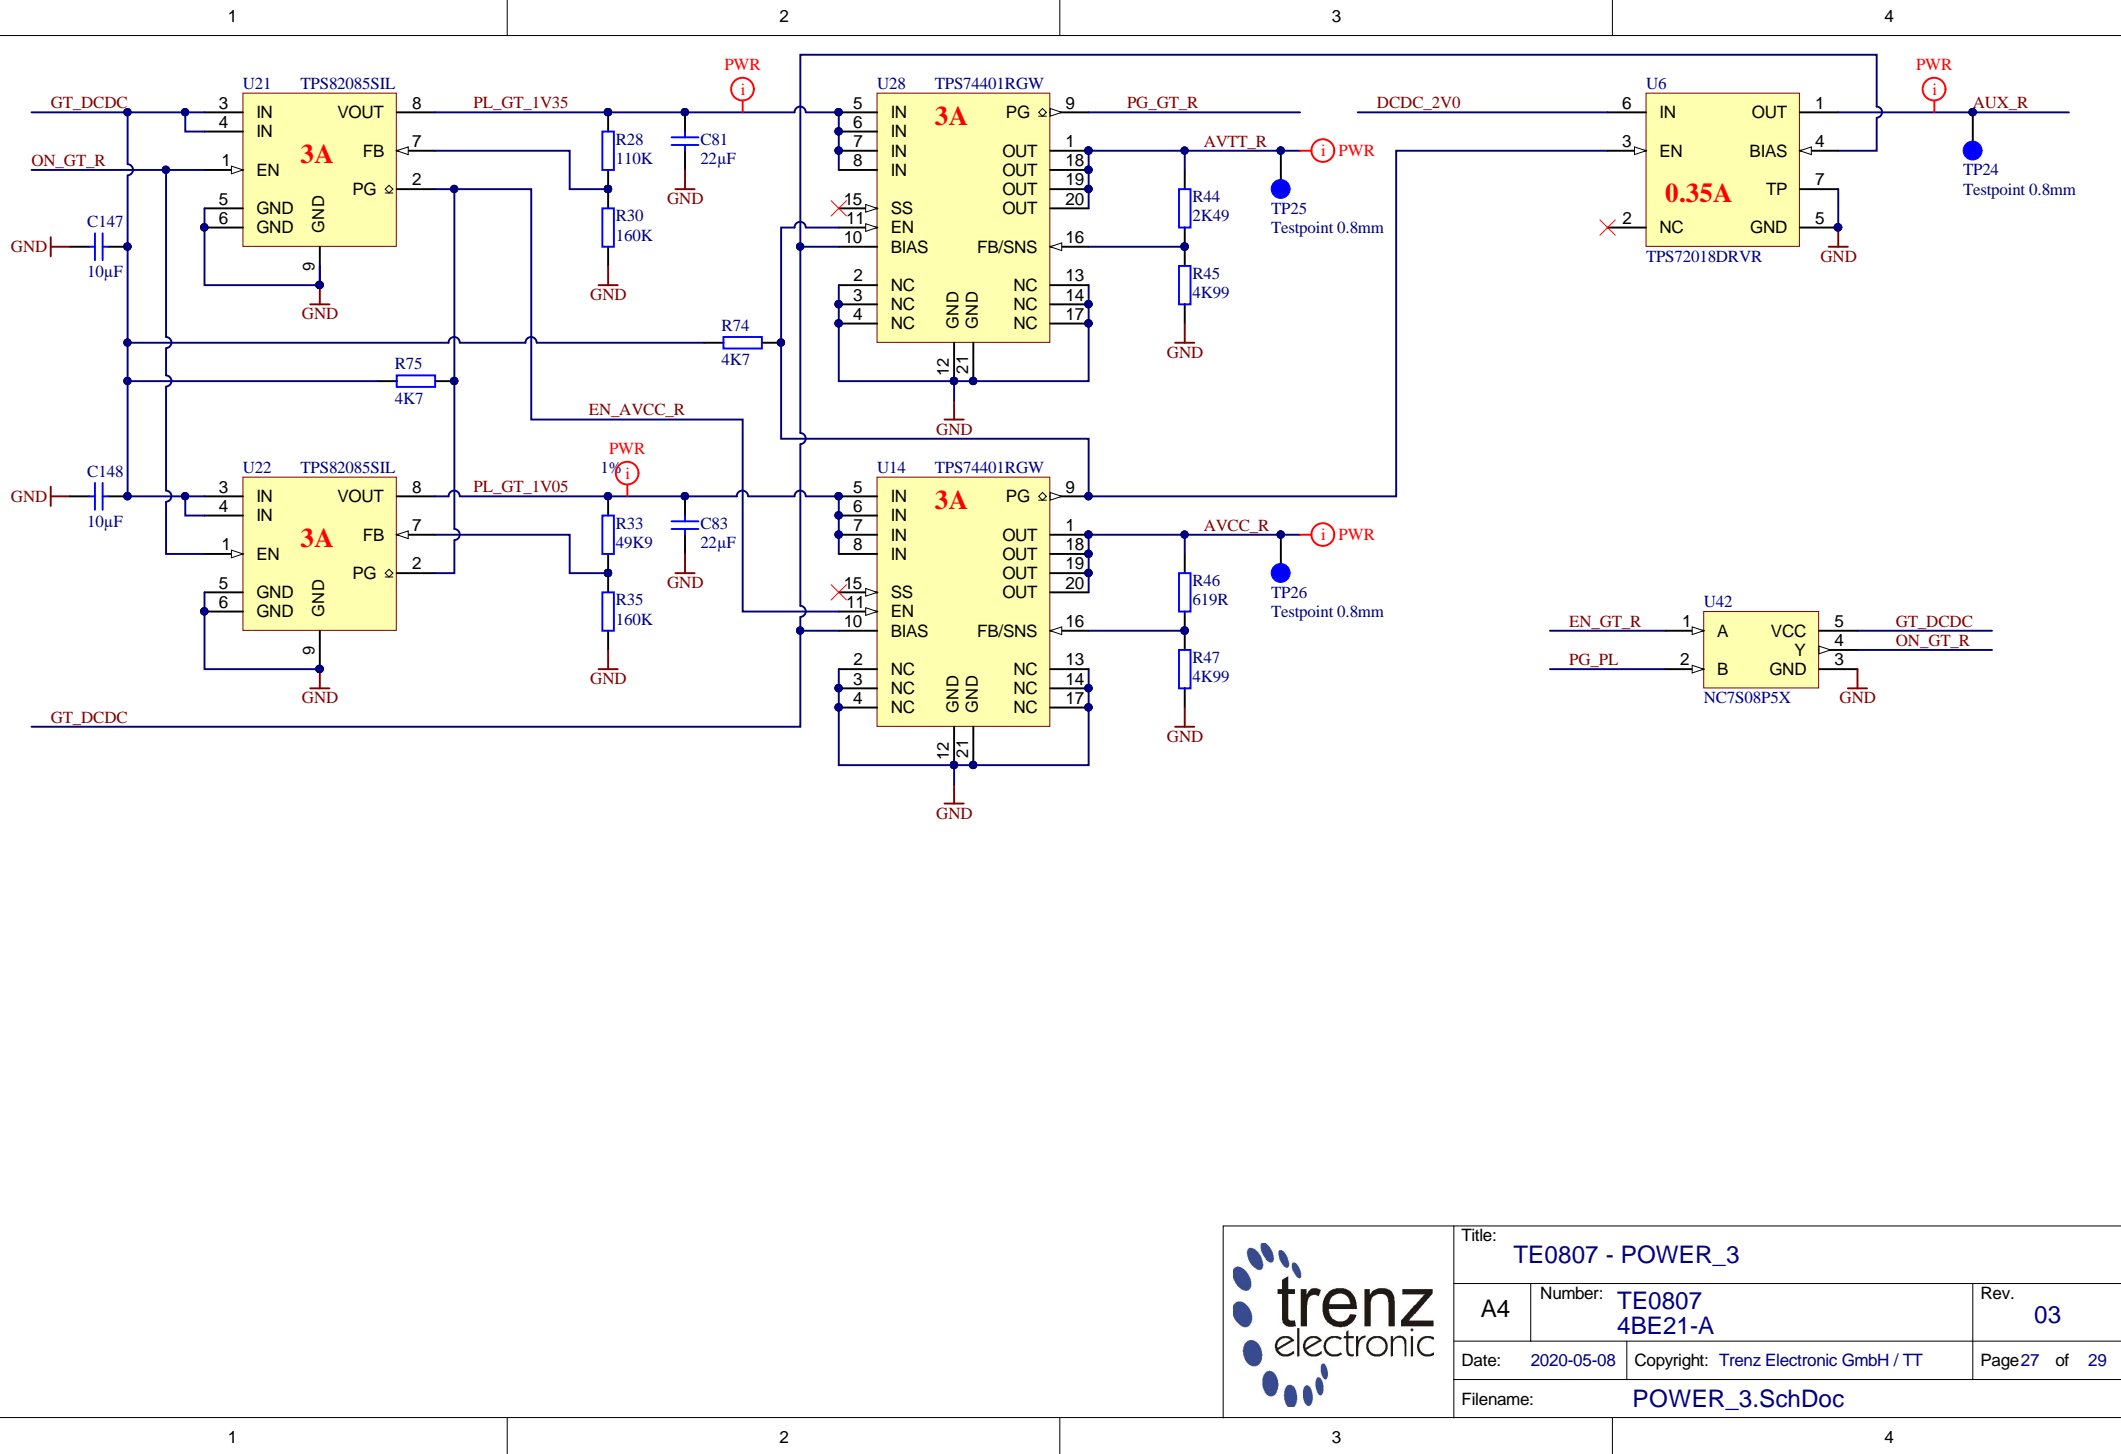 1 2 3 4
U21 TPS82085SIL
GT_DCDC
3 IN VOUT 8 PL_GT_1V35
4 IN
3A
FB 7
ON_GT_R
1 EN
PG 2
5 GND
6 GND
GND
9
GND
C147
10µF
GND
R28
110K
R30
160K
GND
C81
22µF
GND
PWR
i
U28 TPS74401RGW
3A
5 IN PG 9 PG_GT_R
6 IN
7 IN OUT 1 AVTT_R
8 IN OUT 18
OUT 19
15 SS OUT 20
11 EN
10 BIAS FB/SNS 16
2 NC NC 13
3 NC NC 14
4 NC NC 17
GND GND
12 21
GND
i PWR
TP25
Testpoint 0.8mm
R44
2K49
R45
4K99
GND
U6
DCDC_2V0
6 IN OUT 1 AUX_R
3 EN BIAS 4
0.35A
TP 7
2 NC GND 5
TPS72018DRVR
GND
PWR
i
TP24
Testpoint 0.8mm
R74
4K7
R75
4K7
EN_AVCC_R
C148
10µF
GND
U22 TPS82085SIL
3 IN VOUT 8 PL_GT_1V05
4 IN
3A
FB 7
1 EN
PG 2
5 GND
6 GND
GND
9
GND
PWR
1%
i
R33
49K9
R35
160K
GND
C83
22µF
GND
GT_DCDC
U14 TPS74401RGW
3A
5 IN PG 9
6 IN
7 IN OUT 1 AVCC_R
8 IN OUT 18
OUT 19
15 SS OUT 20
11 EN
10 BIAS FB/SNS 16
2 NC NC 13
3 NC NC 14
4 NC NC 17
GND GND
12 21
GND
i PWR
TP26
Testpoint 0.8mm
R46
619R
R47
4K99
GND
U42
EN_GT_R 1 A VCC 5 GT_DCDC
Y 4 ON_GT_R
PG_PL 2 B GND 3
NC7S08P5X
GND
trenz
electronic
Title:
TE0807 - POWER_3
A4
Number: TE0807
4BE21-A
Rev.
03
Date: 2020-05-08 Copyright: Trenz Electronic GmbH / TT Page 27 of 29
Filename: POWER_3.SchDoc
1 2 3 4